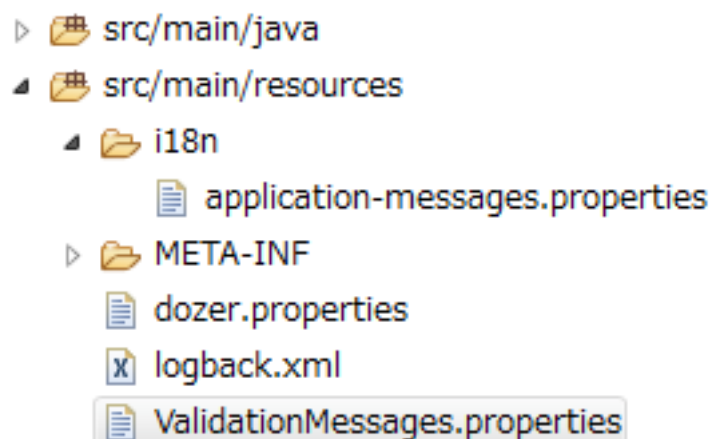 src/main/java
src/main/resources
i18n
application-messages.properties
META-INF
dozer.properties
logback.xml
ValidationMessages.properties